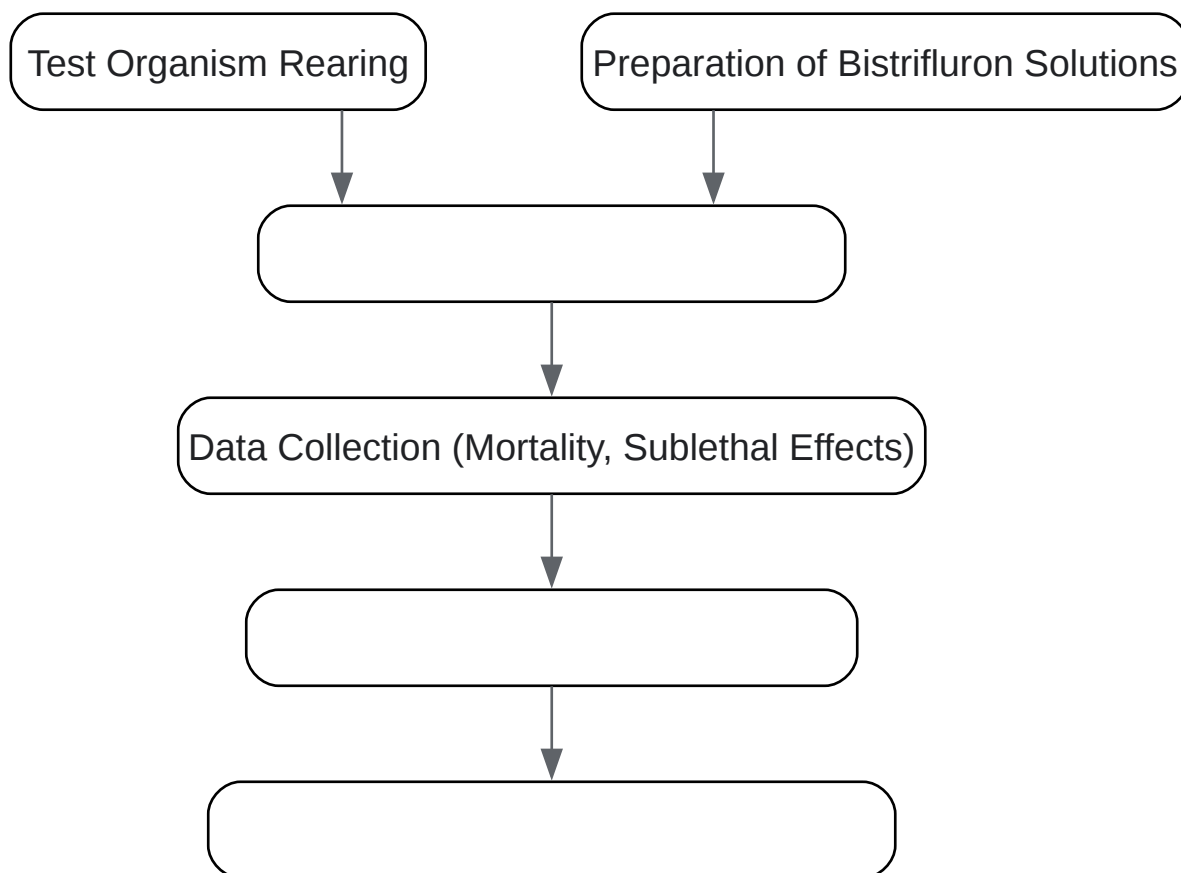 Test Organism Rearing
Preparation of Bistrifluron Solutions
Data Collection (Mortality, Sublethal Effects)